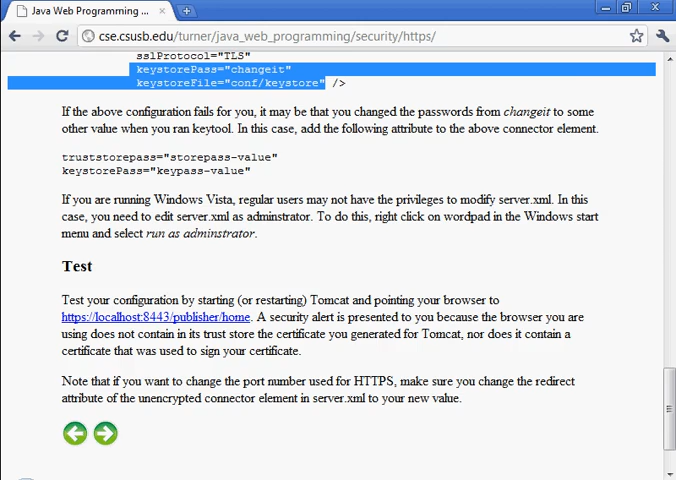 Java Web Programming ...
cse.csusb.edu/turner/java_web_programming/security/https/
sslProtocol="TLS"
keystorePass="changeit"
keystoreFile="conf/keystore" />
If the above configuration fails for you, it may be that you changed the passwords from changeit to some
other value when you ran keytool. In this case, add the following attribute to the above connector element.
truststorepass="storepass-value"
keystorePass="keypass-value"
If you are running Windows Vista, regular users may not have the privileges to modify server.xml. In this
case, you need to edit server.xml as adminstrator. To do this, right click on wordpad in the Windows start
menu and select run as adminstrator.
Test
Test your configuration by starting (or restarting) Tomcat and pointing your browser to
https://localhost:8443/publisher/home. A security alert is presented to you because the browser you are
using does not contain in its trust store the certificate you generated for Tomcat, nor does it contain a
certificate that was used to sign your certificate.
Note that if you want to change the port number used for HTTPS, make sure you change the redirect
attribute of the unencrypted connector element in server.xml to your new value.